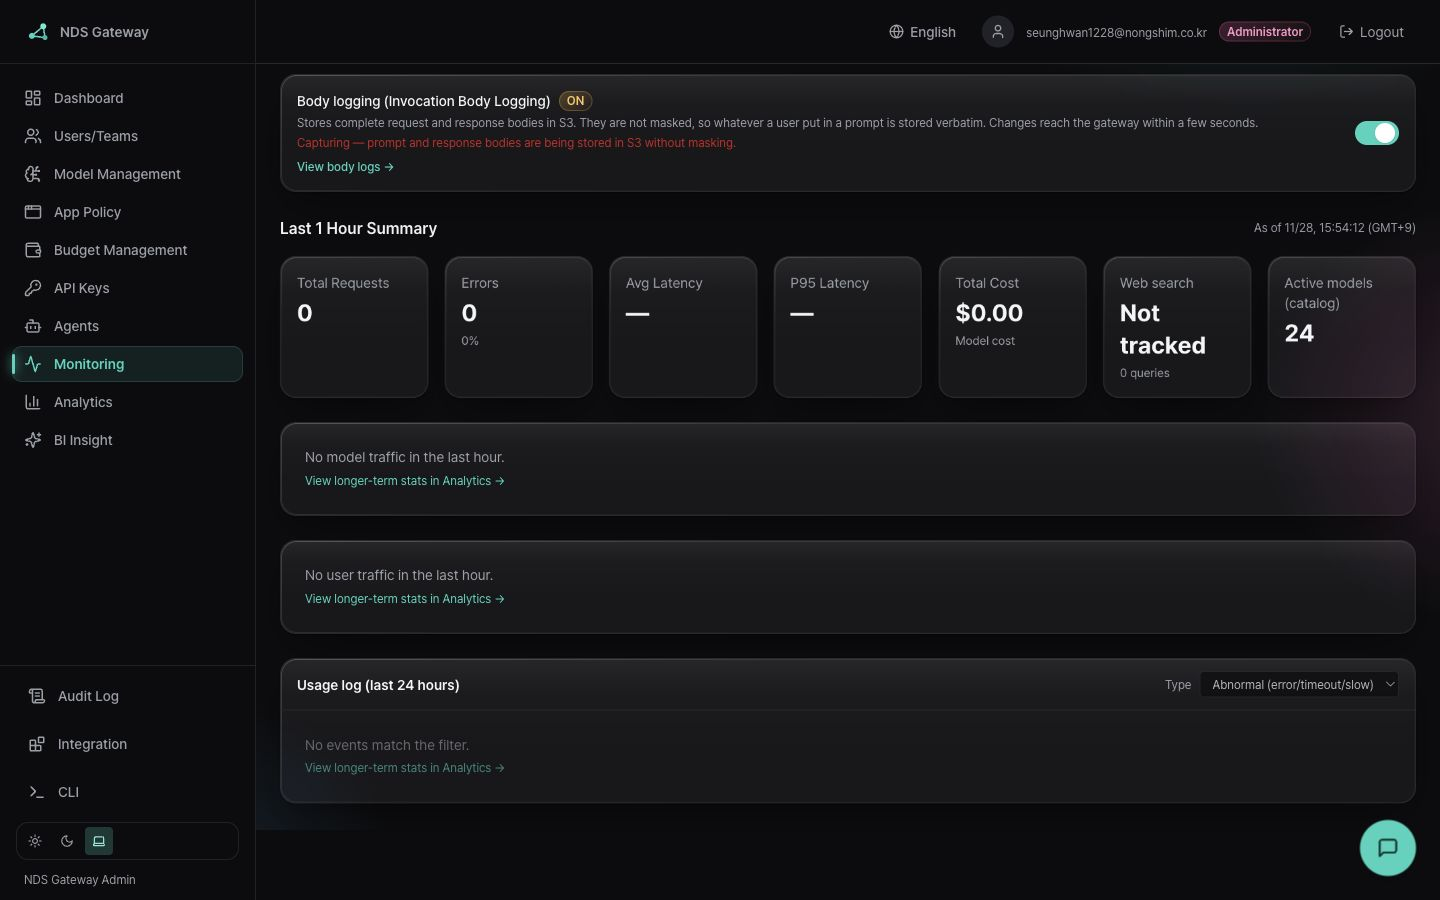 NDS Gateway
English
seunghwan1228@nongshim.co.kr
Administrator
Logout
Dashboard
Users/Teams
Model Management
App Policy
Budget Management
API Keys
Agents
Monitoring
Analytics
BI Insight
Audit Log
Integration
CLI
NDS Gateway Admin
Body logging (Invocation Body Logging) ON
Stores complete request and response bodies in S3. They are not masked, so whatever a user put in a prompt is stored verbatim. Changes reach the gateway within a few seconds.
Capturing — prompt and response bodies are being stored in S3 without masking.
View body logs →
Last 1 Hour Summary
As of 11/28, 15:54:12 (GMT+9)
Total Requests
0
Errors
0
0%
Avg Latency
—
P95 Latency
—
Total Cost
$0.00
Model cost
Web search
Not
tracked
0 queries
Active models
(catalog)
24
No model traffic in the last hour.
View longer-term stats in Analytics →
No user traffic in the last hour.
View longer-term stats in Analytics →
Usage log (last 24 hours)
Type
Abnormal (error/timeout/slow)
No events match the filter.
View longer-term stats in Analytics →